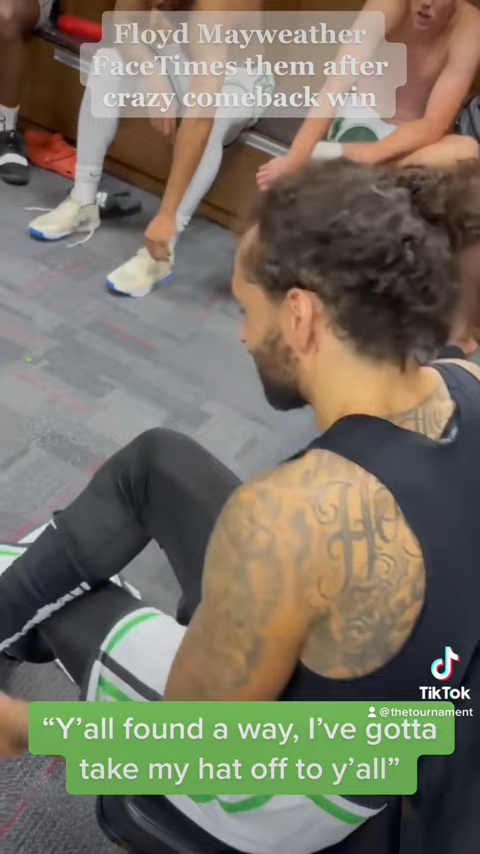 Floyd Mayweather
FaceTimes them after
crazy comeback win
Ho
TikTok
@thetournament
“Y’all found a way, I’ve gotta
take my hat off to y’all”